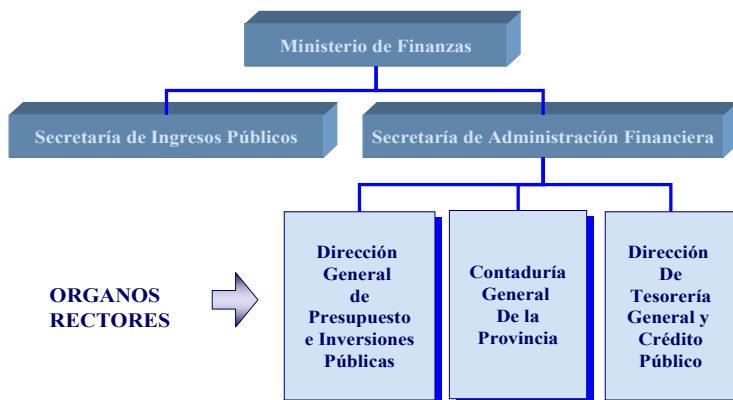 Ministerio de Finanzas
Secretaría de Ingresos Públicos
Secretaría de Administración Financiera
ORGANOS
RECTORES
Dirección
General
de
Presupuesto
e Inversiones
Públicas
Contaduría
General
De la
Provincia
Dirección
De
Tesorería
General y
Crédito
Público